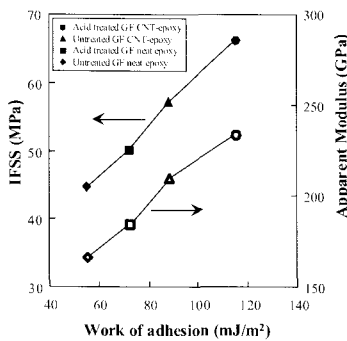 Acid treated GF CNT-epoxy
Untreated GF CNT-epoxy
Acid treated GF neat epoxy
Untreated GF neat epoxy
IFSS (MPa)
70
60
50
40
30
Apparent Modulus (GPa)
300
250
200
150
40 60 80 100 120 140
Work of adhesion (mJ/m²)